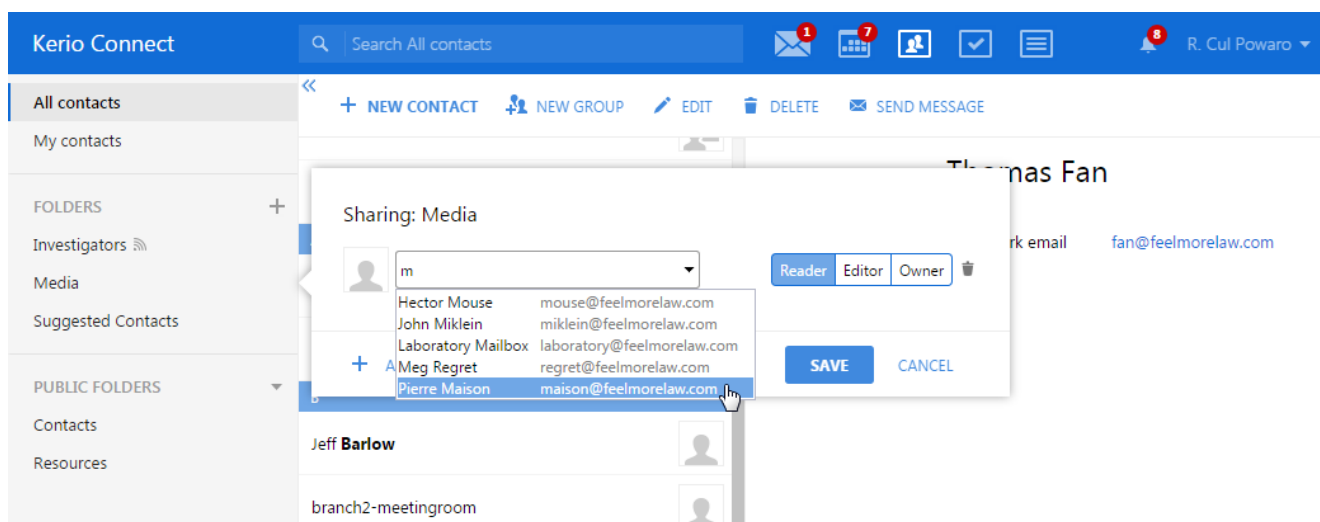 Kerio Connect
Search All contacts
1
7
8
R. Cul Powaro
All contacts
NEW CONTACT
NEW GROUP
EDIT
DELETE
SEND MESSAGE
My contacts
Thomas Fan
FOLDERS
Sharing: Media
Investigators
rk email
fan@feelmorelaw.com
m
Reader
Editor
Owner
Media
Hector Mouse mouse@feelmorelaw.com
Suggested Contacts
John Miklein miklein@feelmorelaw.com
Laboratory Mailbox laboratory@feelmorelaw.com
A
Meg Regret regret@feelmorelaw.com
SAVE
CANCEL
PUBLIC FOLDERS
Pierre Maison maison@feelmorelaw.com
Contacts
Jeff Barlow
Resources
branch2-meetingroom